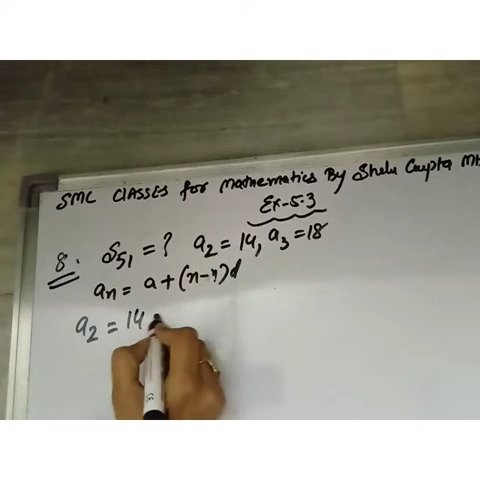 SMC CLASSES for Mathematics By Shelu Gupta
Ex-5.3
8. S₅₁ = ? a₂ = 14, a₃ = 18
aₙ = a + (n-1)d
a₂ = 14